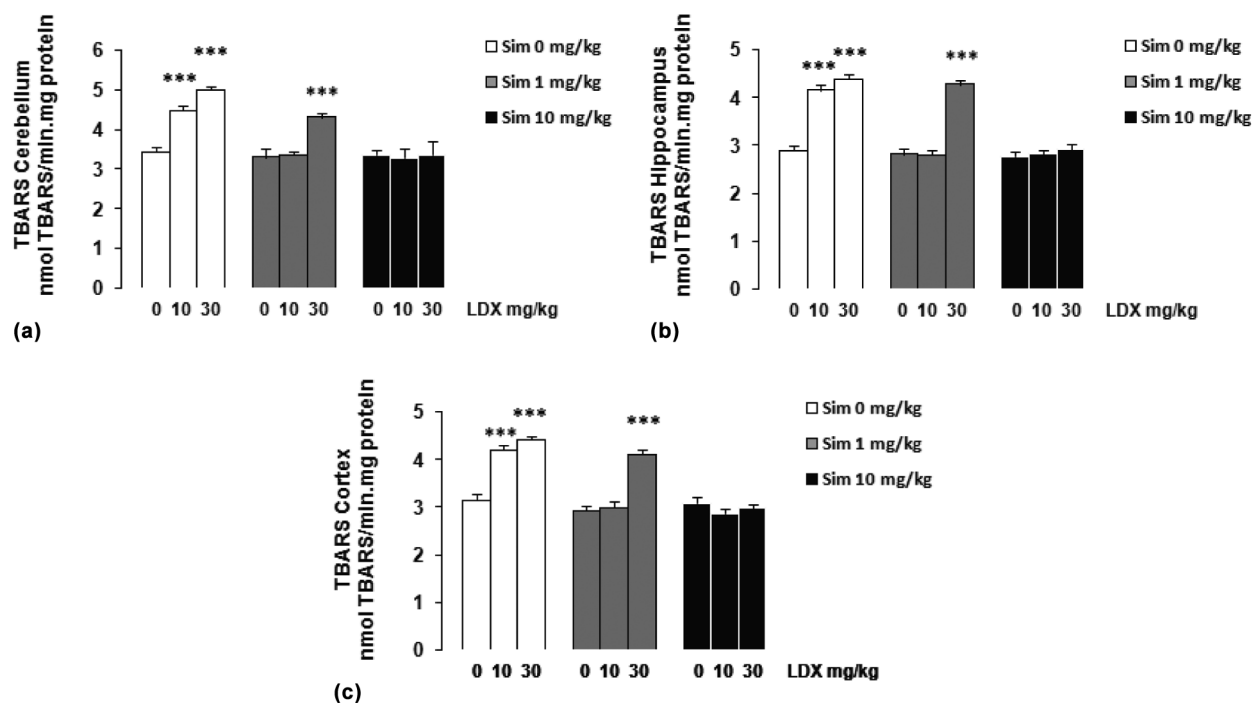 TBARS Cerebellum
nmol TBARS/mln.mg protein
6
5
4
3
2
1
0
***
***
***
0 10 30
0 10 30
0 10 30
LDX mg/kg
Sim 0 mg/kg
Sim 1 mg/kg
Sim 10 mg/kg
(a)
TBARS Hippocampus
nmol TBARS/mln.mg protein
5
4
3
2
1
0
***
***
***
0 10 30
0 10 30
0 10 30
LDX mg/kg
Sim 0 mg/kg
Sim 1 mg/kg
Sim 10 mg/kg
(b)
TBARS Cortex
nmol TBARS/mln.mg protein
5
4
3
2
1
0
***
***
***
0 10 30
0 10 30
0 10 30
LDX mg/kg
Sim 0 mg/kg
Sim 1 mg/kg
Sim 10 mg/kg
(c)